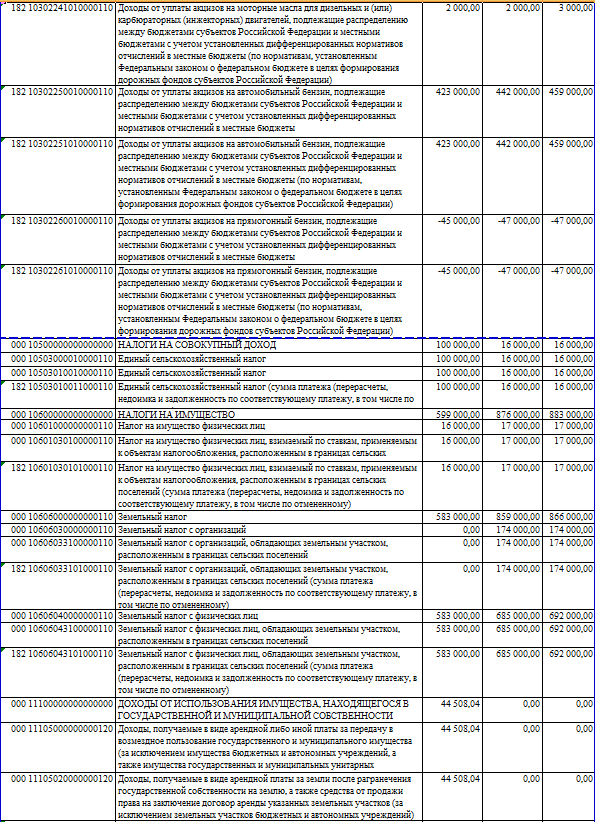 182 10302241010000110 Доходы от уплаты акцизов на моторные масла для дизельных и (или) 2 000,00 2 000,00 3 000,00
карбюраторных (инжекторных) двигателей, подлежащие распределению
между бюджетами субъектов Российской Федерации и местными
бюджетами с учетом установленных дифференцированных нормативов
отчислений в местные бюджеты (по нормативам, установленным
Федеральным законом о федеральном бюджете в целях формирования
дорожных фондов субъектов Российской Федерации)
182 10302250010000110 Доходы от уплаты акцизов на автомобильный бензин, подлежащие 423 000,00 442 000,00 459 000,00
распределению между бюджетами субъектов Российской Федерации и
местными бюджетами с учетом установленных дифференцированных
нормативов отчислений в местные бюджеты
182 10302251010000110 Доходы от уплаты акцизов на автомобильный бензин, подлежащие 423 000,00 442 000,00 459 000,00
распределению между бюджетами субъектов Российской Федерации и
местными бюджетами с учетом установленных дифференцированных
нормативов отчислений в местные бюджеты (по нормативам,
установленным Федеральным законом о федеральном бюджете в целях
формирования дорожных фондов субъектов Российской Федерации)
182 10302260010000110 Доходы от уплаты акцизов на прямогонный бензин, подлежащие -45 000,00 -47 000,00 -47 000,00
распределению между бюджетами субъектов Российской Федерации и
местными бюджетами с учетом установленных дифференцированных
нормативов отчислений в местные бюджеты
182 10302261010000110 Доходы от уплаты акцизов на прямогонный бензин, подлежащие -45 000,00 -47 000,00 -47 000,00
распределению между бюджетами субъектов Российской Федерации и
местными бюджетами с учетом установленных дифференцированных
нормативов отчислений в местные бюджеты (по нормативам,
установленным Федеральным законом о федеральном бюджете в целях
формирования дорожных фондов субъектов Российской Федерации)
000 10500000000000000 НАЛОГИ НА СОВОКУПНЫЙ ДОХОД 100 000,00 16 000,00 16 000,00
000 10503000010000110 Единый сельскохозяйственный налог 100 000,00 16 000,00 16 000,00
000 10503010010000110 Единый сельскохозяйственный налог 100 000,00 16 000,00 16 000,00
182 10503010011000110 Единый сельскохозяйственный налог (сумма платежа (перерасчеты, 100 000,00 16 000,00 16 000,00
недоимка и задолженность по соответствующему платежу, в том числе по
000 10600000000000000 НАЛОГИ НА ИМУЩЕСТВО 599 000,00 876 000,00 883 000,00
000 10601000000000110 Налог на имущество физических лиц 16 000,00 17 000,00 17 000,00
000 10601030100000110 Налог на имущество физических лиц, взимаемый по ставкам, применяемым 16 000,00 17 000,00 17 000,00
к объектам налогообложения, расположенным в границах сельских
182 10601030101000110 Налог на имущество физических лиц, взимаемый по ставкам, применяемым 16 000,00 17 000,00 17 000,00
к объектам налогообложения, расположенным в границах сельских
поселений (сумма платежа (перерасчеты, недоимка и задолженность по
соответствующему платежу, в том числе по отмененному)
000 10606000000000110 Земельный налог 583 000,00 859 000,00 866 000,00
000 10606030000000110 Земельный налог с организаций 0,00 174 000,00 174 000,00
000 10606033100000110 Земельный налог с организаций, обладающих земельным участком, 0,00 174 000,00 174 000,00
расположенным в границах сельских поселений
182 10606033101000110 Земельный налог с организаций, обладающих земельным участком, 0,00 174 000,00 174 000,00
расположенным в границах сельских поселений (сумма платежа
(перерасчеты, недоимка и задолженность по соответствующему платежу, в
том числе по отмененному)
000 10606040000000110 Земельный налог с физических лиц 583 000,00 685 000,00 692 000,00
000 10606043100000110 Земельный налог с физических лиц, обладающих земельным участком, 583 000,00 685 000,00 692 000,00
расположенным в границах сельских поселений
182 10606043101000110 Земельный налог с физических лиц, обладающих земельным участком, 583 000,00 685 000,00 692 000,00
расположенным в границах сельских поселений (сумма платежа
(перерасчеты, недоимка и задолженность по соответствующему платежу, в
том числе по отмененному)
000 11100000000000000 ДОХОДЫ ОТ ИСПОЛЬЗОВАНИЯ ИМУЩЕСТВА, НАХОДЯЩЕГОСЯ В 44 508,04 0,00 0,00
ГОСУДАРСТВЕННОЙ И МУНИЦИПАЛЬНОЙ СОБСТВЕННОСТИ
000 11105000000000120 Доходы, получаемые в виде арендной либо иной платы за передачу в 44 508,04 0,00 0,00
возмездное пользование государственного и муниципального имущества
(за исключением имущества бюджетных и автономных учреждений, а
также имущества государственных и муниципальных унитарных
000 11105020000000120 Доходы, получаемые в виде арендной платы за земли после рагранечения 44 508,04 0,00 0,00
государственной собственности на землю, а также средства от продажи
права на заключение договор аренды указанных земельных участков (за
исключением земельных участков бюджетных и автономных учреждений)